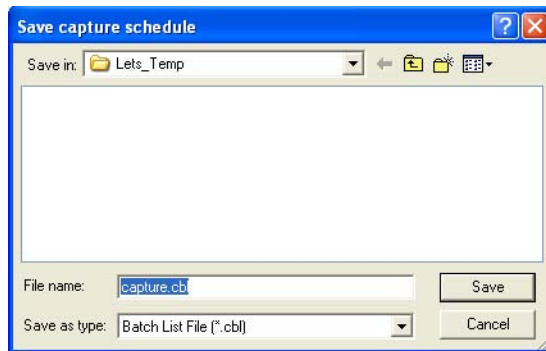 Save capture schedule
Save in: Lets_Temp
File name: capture.cbl
Save
Save as type: Batch List File (*.cbl)
Cancel